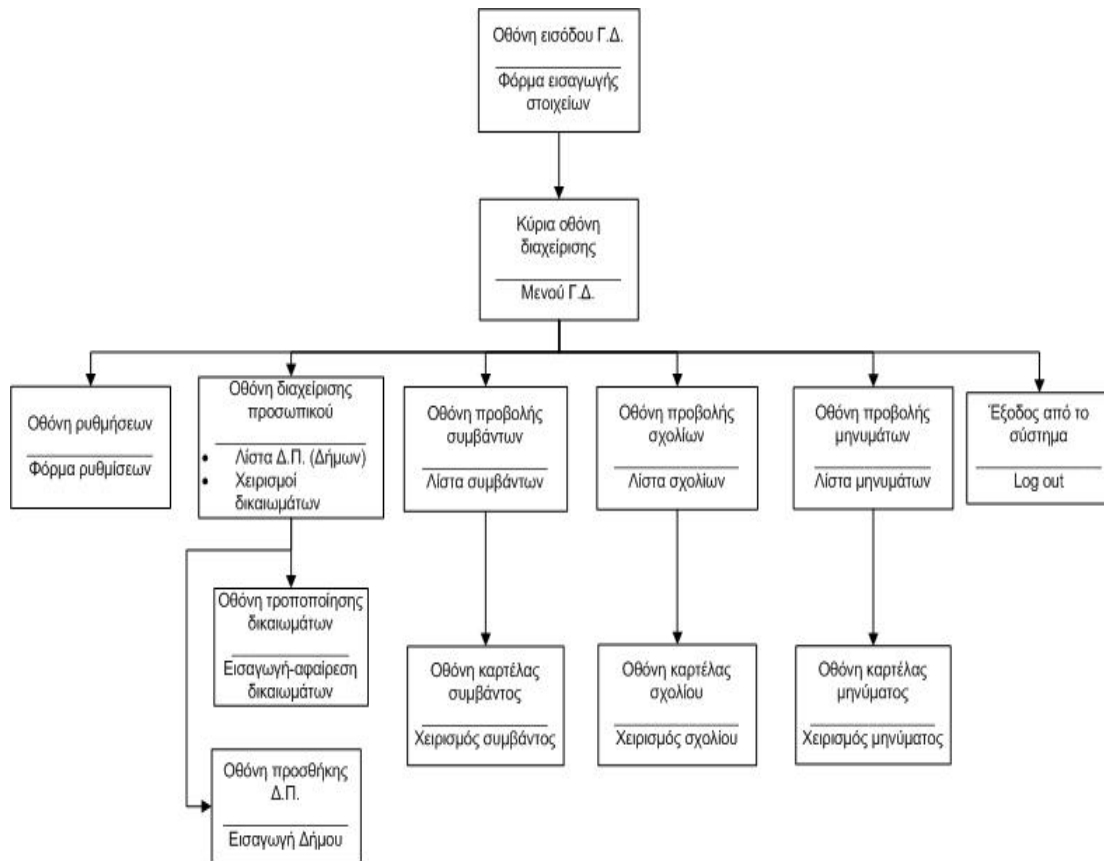 Οθόνη εισόδου Γ.Δ.
Φόρμα εισαγωγής
στοιχείων
Κύρια οθόνη
διαχείρισης
Μενού Γ.Δ.
Οθόνη ρυθμήσεων
Φόρμα ρυθμίσεων
Οθόνη διαχείρισης
προσωπικού
• Λίστα Δ.Π. (Δήμων)
• Χειρισμοί
δικαιωμάτων
Οθόνη προβολής
συμβάντων
Λίστα συμβάντων
Οθόνη προβολής
σχολίων
Λίστα σχολίων
Οθόνη προβολής
μηνυμάτων
Λίστα μηνυμάτων
Έξοδος από το
σύστημα
Log out
Οθόνη τροπποποίησης
δικαιωμάτων
Εισαγωγή-αφαίρεση
δικαιωμάτων
Οθόνη καρτέλας
συμβάντος
Χειρισμός συμβάντος
Οθόνη καρτέλας
σχολίου
Χειρισμός σχολίου
Οθόνη καρτέλας
μηνύματος
Χειρισμός μηνύματος
Οθόνη προσθήκης
Δ.Π.
Εισαγωγή Δήμου